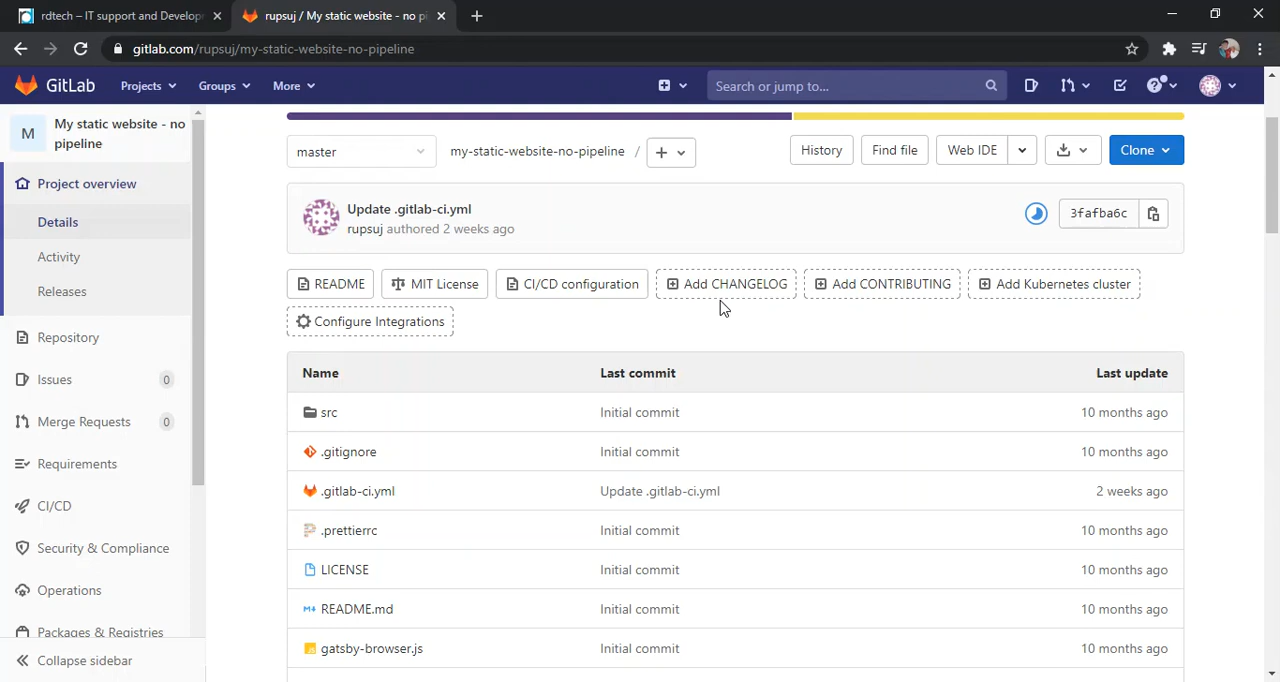 rdtech – IT support and Develop
rupsuj / My static website - no pi
gitlab.com/rupsuj/my-static-website-no-pipeline
GitLab
Projects
Groups
More
Search or jump to...
M
My static website - no pipeline
Project overview
Details
Activity
Releases
Repository
Issues 0
Merge Requests 0
Requirements
CI/CD
Security & Compliance
Operations
Packages & Registries
Collapse sidebar
master
my-static-website-no-pipeline /
History
Find file
Web IDE
Clone
Update .gitlab-ci.yml
rupsuj authored 2 weeks ago
3fafba6c
README
MIT License
CI/CD configuration
Add CHANGELOG
Add CONTRIBUTING
Add Kubernetes cluster
Configure Integrations
Name Last commit Last update
src Initial commit 10 months ago
.gitignore Initial commit 10 months ago
.gitlab-ci.yml Update .gitlab-ci.yml 2 weeks ago
.prettierrc Initial commit 10 months ago
LICENSE Initial commit 10 months ago
README.md Initial commit 10 months ago
gatsby-browser.js Initial commit 10 months ago